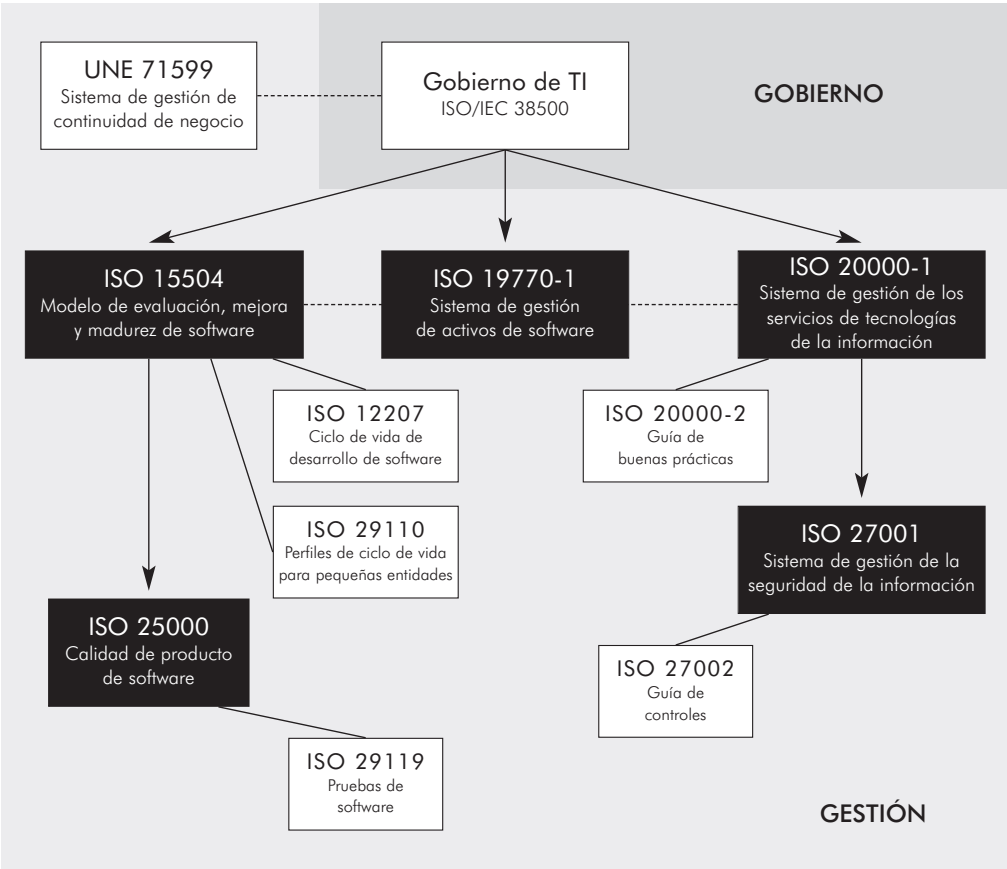 UNE 71599
Sistema de gestión de
continuidad de negocio
Gobierno de TI
ISO/IEC 38500
GOBIERNO
ISO 15504
Modelo de evaluación, mejora
y madurez de software
ISO 19770-1
Sistema de gestión
de activos de software
ISO 20000-1
Sistema de gestión de los
servicios de tecnologías
de la información
ISO 12207
Ciclo de vida de
desarrollo de software
ISO 20000-2
Guía de
buenas prácticas
ISO 29110
Perfiles de ciclo de vida
para pequeñas entidades
ISO 27001
Sistema de gestión de la
seguridad de la información
ISO 25000
Calidad de producto
de software
ISO 27002
Guía de
controles
ISO 29119
Pruebas de
software
GESTIÓN